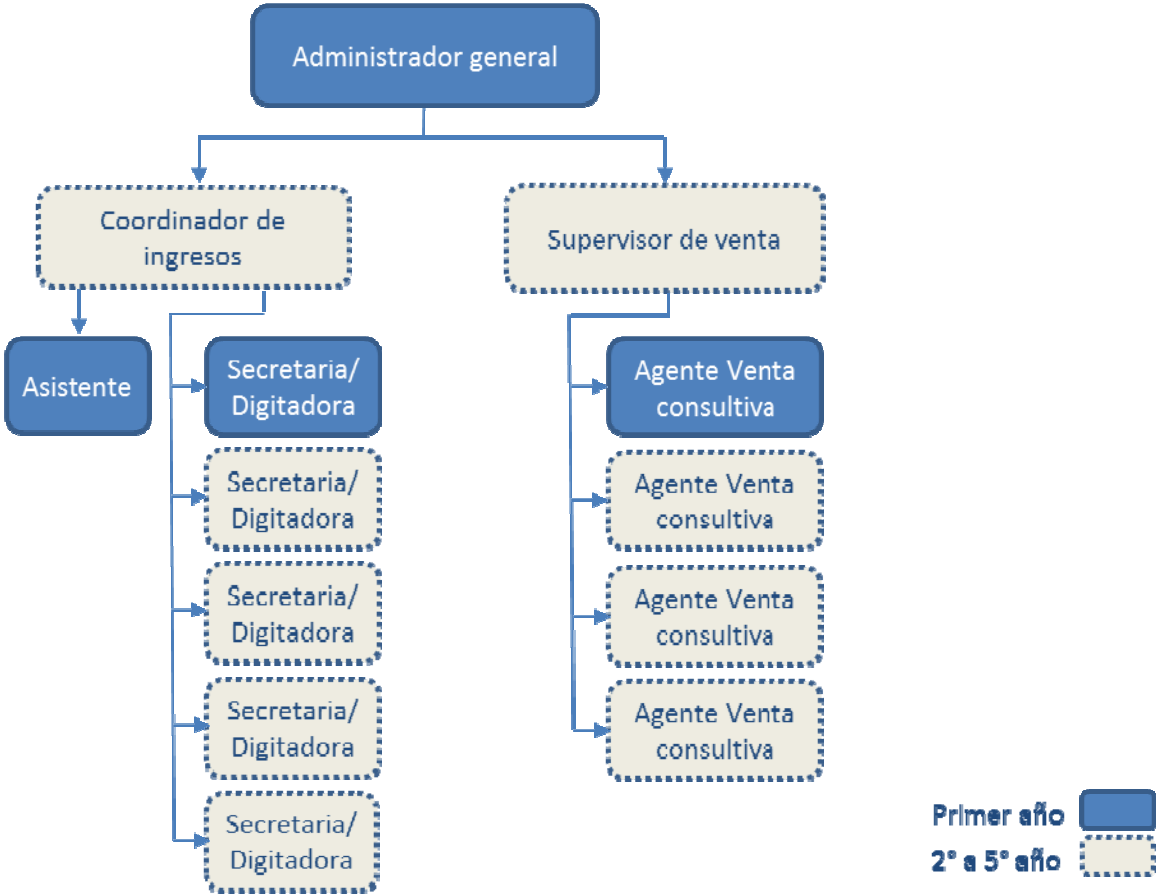 Administrador general
Coordinador de
ingresos
Supervisor de venta
Asistente
Secretaria/
Digitadora
Secretaria/
Digitadora
Secretaria/
Digitadora
Secretaria/
Digitadora
Secretaria/
Digitadora
Agente Venta
consultiva
Agente Venta
consultiva
Agente Venta
consultiva
Agente Venta
consultiva
Primer año
2° a 5° año